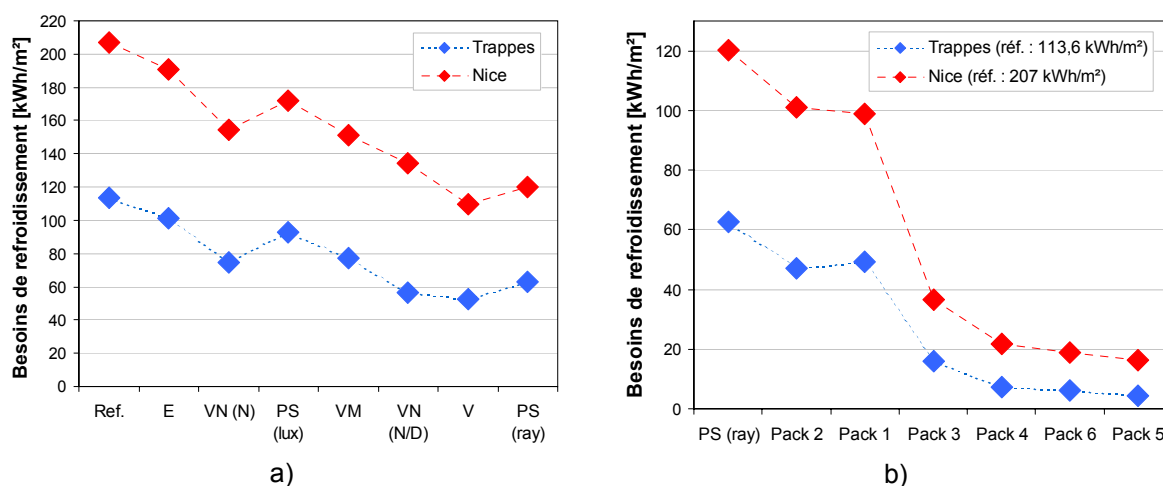 Besoins de refroidissement [kWh/m²]
220
200
180
160
140
120
100
80
60
40
20
0
Trappes
Nice
Ref.
E
VN (N)
PS
(lux)
VM
VN
(N/D)
V
PS
(ray)
a)
Besoins de refroidissement [kWh/m²]
120
100
80
60
40
20
0
Trappes (réf. : 113,6 kWh/m²)
Nice (réf. : 207 kWh/m²)
PS (ray)
Pack 2
Pack 1
Pack 3
Pack 4
Pack 6
Pack 5
b)